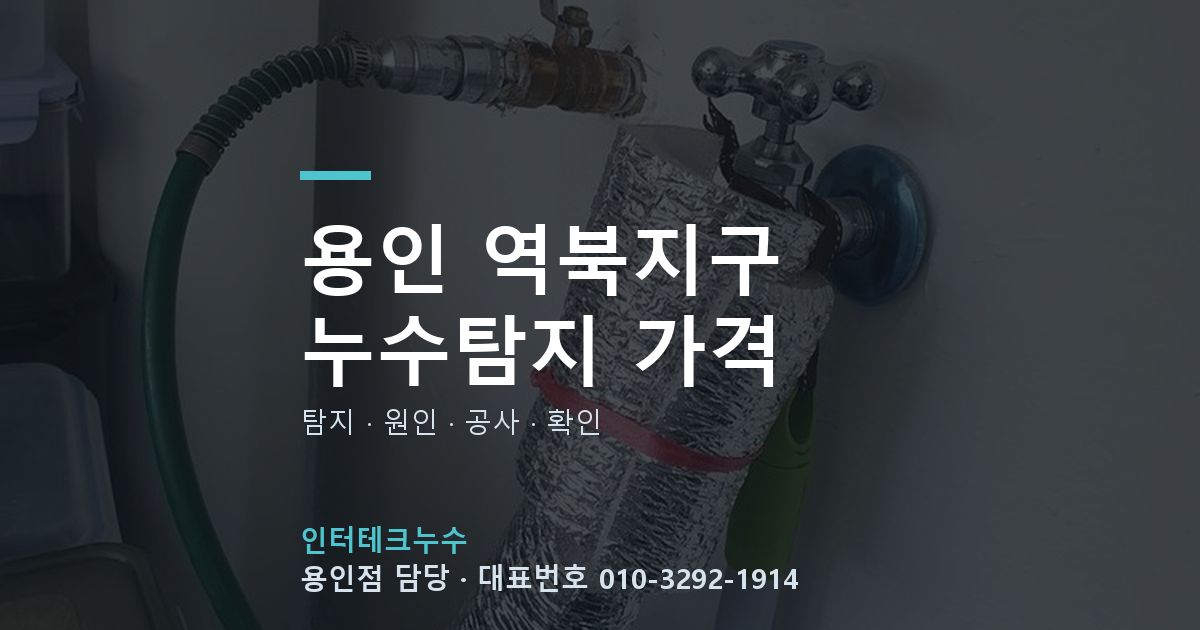 용인 역북지구
누수탐지 가격
탐지 · 원인 · 공사 · 확인
인터테크누수
용인점 담당 · 대표번호 010-3292-1914